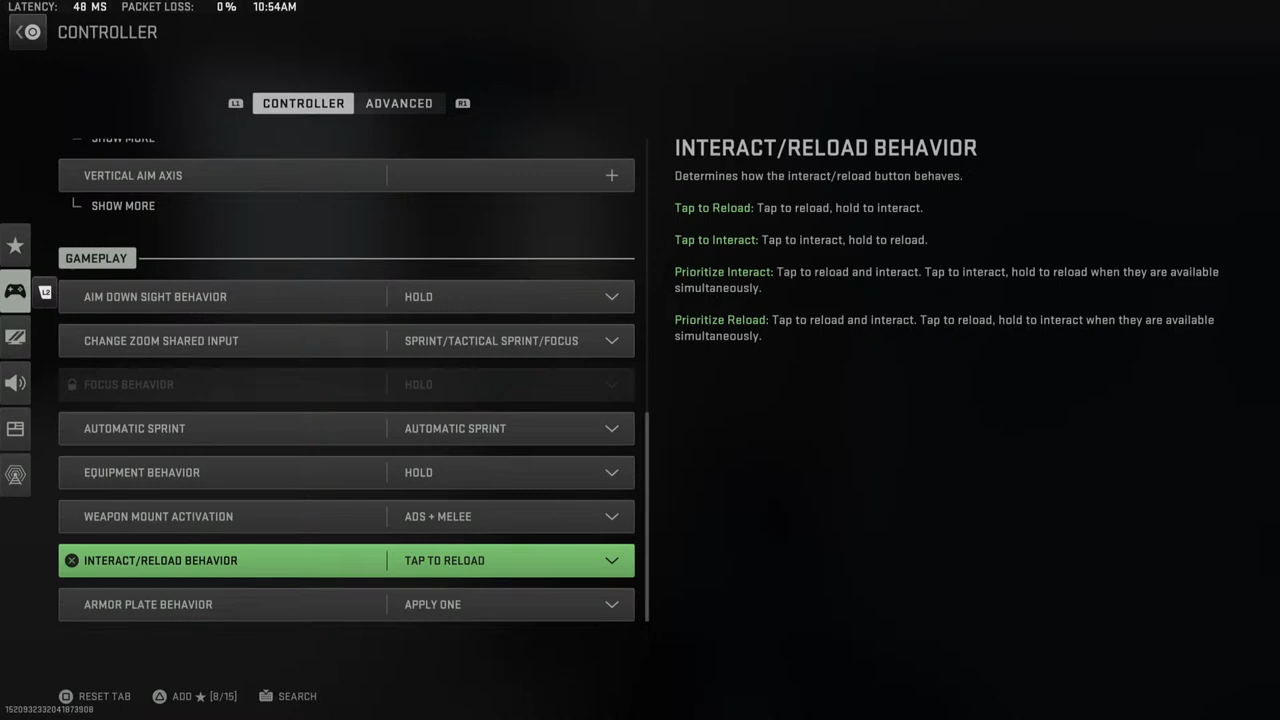 LATENCY: 48 MS PACKET LOSS: 0 % 10:54AM
CONTROLLER
L1 CONTROLLER ADVANCED R1
SHOW MORE
VERTICAL AIM AXIS
SHOW MORE
GAMEPLAY
L2
AIM DOWN SIGHT BEHAVIOR HOLD
CHANGE ZOOM SHARED INPUT SPRINT/TACTICAL SPRINT/FOCUS
FOCUS BEHAVIOR HOLD
AUTOMATIC SPRINT AUTOMATIC SPRINT
EQUIPMENT BEHAVIOR HOLD
WEAPON MOUNT ACTIVATION ADS + MELEE
INTERACT/RELOAD BEHAVIOR TAP TO RELOAD
ARMOR PLATE BEHAVIOR APPLY ONE
INTERACT/RELOAD BEHAVIOR
Determines how the interact/reload button behaves.
Tap to Reload: Tap to reload, hold to interact.
Tap to Interact: Tap to interact, hold to reload.
Prioritize Interact: Tap to reload and interact. Tap to interact, hold to reload when they are available
simultaneously.
Prioritize Reload: Tap to reload and interact. Tap to reload, hold to interact when they are available
simultaneously.
RESET TAB ADD ★ [8/15] SEARCH
1520932332041873908